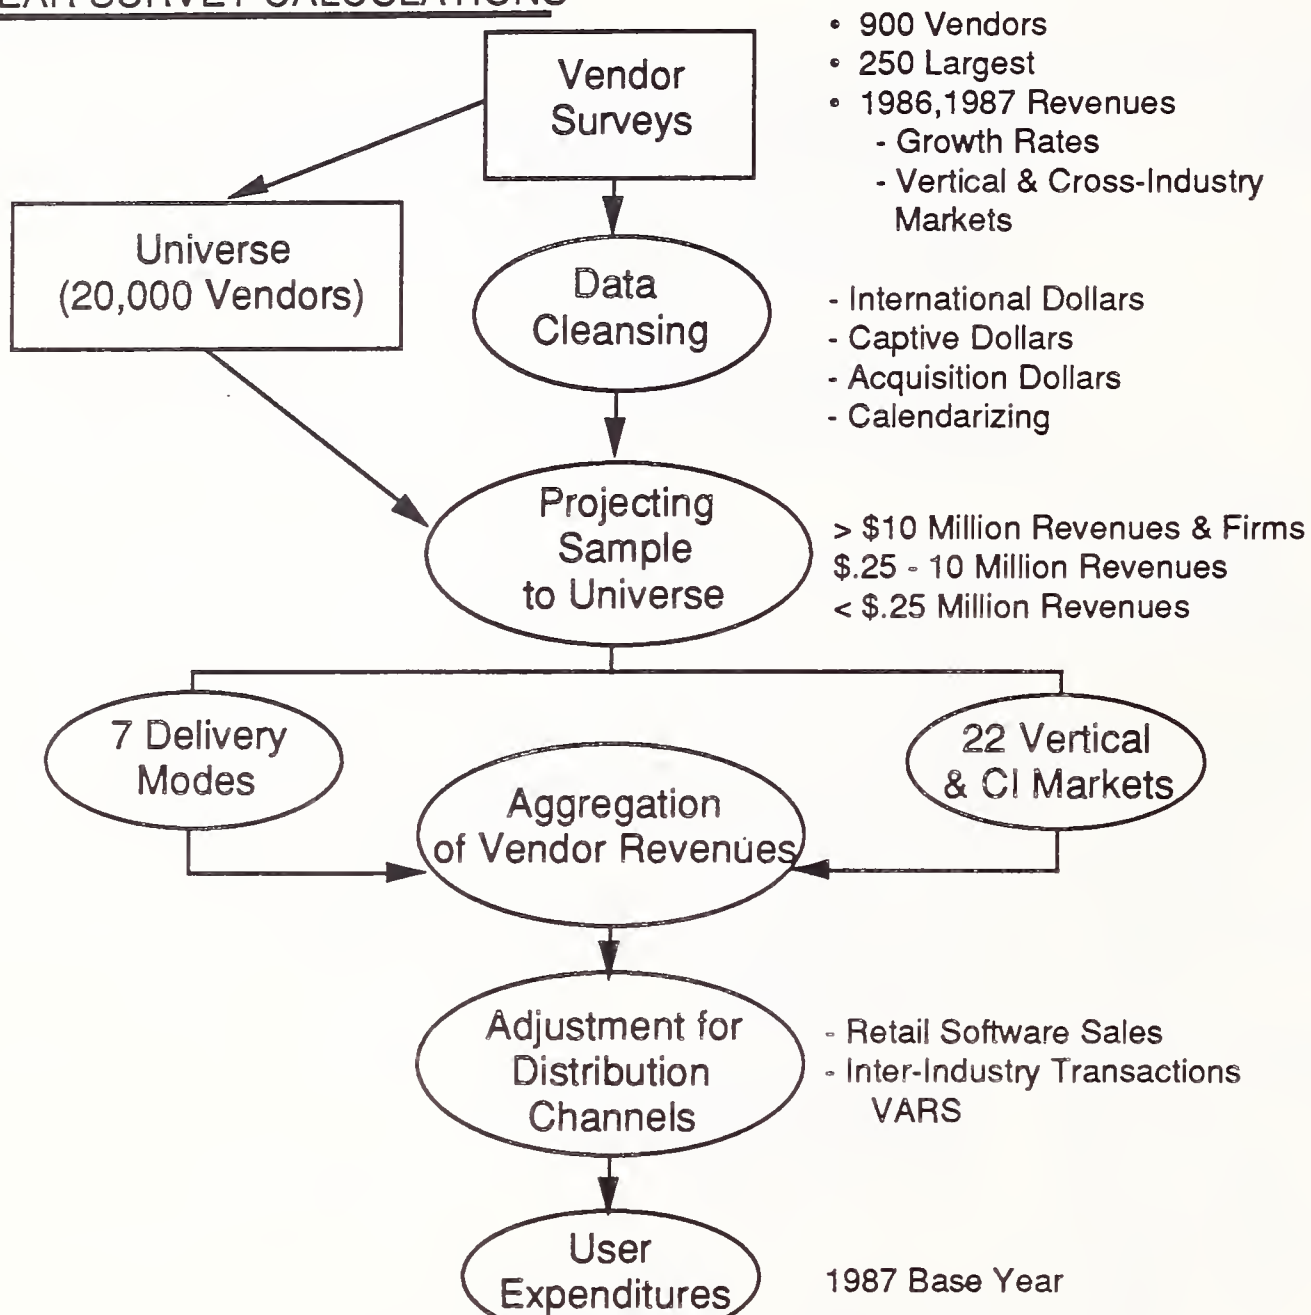 SURVEY CALCULATIONS
• 900 Vendors
• 250 Largest
• 1986,1987 Revenues
- Growth Rates
- Vertical & Cross-Industry
Markets
Vendor
Surveys
Universe
(20,000 Vendors)
Data
Cleansing
- International Dollars
- Captive Dollars
- Acquisition Dollars
- Calendarizing
Projecting
Sample
to Universe
> $10 Million Revenues & Firms
$.25 - 10 Million Revenues
< $.25 Million Revenues
7 Delivery
Modes
22 Vertical
& CI Markets
Aggregation
of Vendor Revenues
Adjustment for
Distribution
Channels
- Retail Software Sales
- Inter-Industry Transactions
VARS
User
Expenditures
1987 Base Year